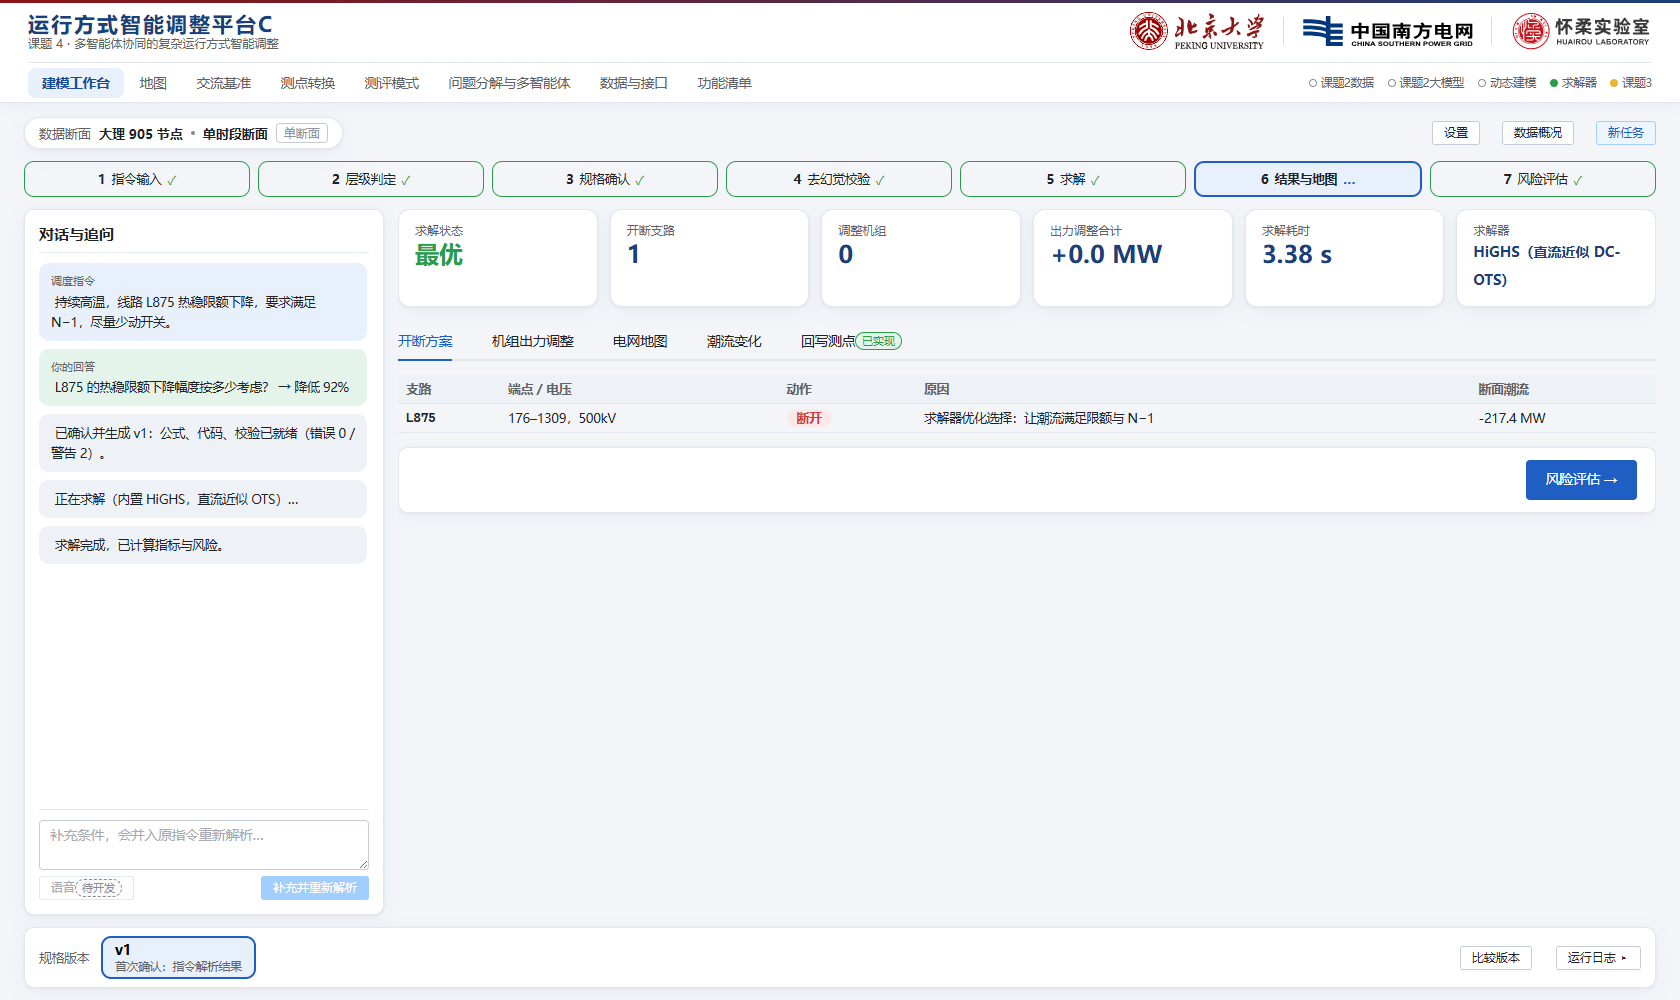 运行方式智能调整平台C
课题 4 · 多智能体协同的复杂运行方式智能调整
北京大学
PEKING UNIVERSITY
中国南方电网
CHINA SOUTHERN POWER GRID
怀柔实验室
HUAIROU LABORATORY
建模工作台 地图 交流基准 测点转换 测评模式 问题分解与多智能体 数据与接口 功能清单
课题2数据 课题2大模型 动态建模 求解器 课题3
数据断面 大理 905 节点 • 单时段断面 单断面
设置 数据概况 新任务
1 指令输入 ✓ 2 层级判定 ✓ 3 规格确认 ✓ 4 去幻觉校验 ✓ 5 求解 ✓ 6 结果与地图 … 7 风险评估 ✓
对话与追问
调度指令
持续高温，线路 L875 热稳限额下降，要求满足
N−1，尽量少动开关。
你的回答
L875 的热稳限额下降幅度按多少考虑？ → 降低 92%
已确认并生成 v1：公式、代码、校验已就绪（错误 0 /
警告 2）。
正在求解（内置 HiGHS，直流近似 OTS）…
求解完成，已计算指标与风险。
补充条件，会并入原指令重新解析…
语音 待开发
补充并重新解析
求解状态
最优
开断支路
1
调整机组
0
出力调整合计
+0.0 MW
求解耗时
3.38 s
求解器
HiGHS（直流近似 DC-
OTS）
开断方案 机组出力调整 电网地图 潮流变化 回写测点 已实现
支路 端点 / 电压 动作 原因 断面潮流
L875 176–1309，500kV 断开 求解器优化选择：让潮流满足限额与 N−1 -217.4 MW
风险评估 →
规格版本
v1
首次确认：指令解析结果
比较版本 运行日志 ▸